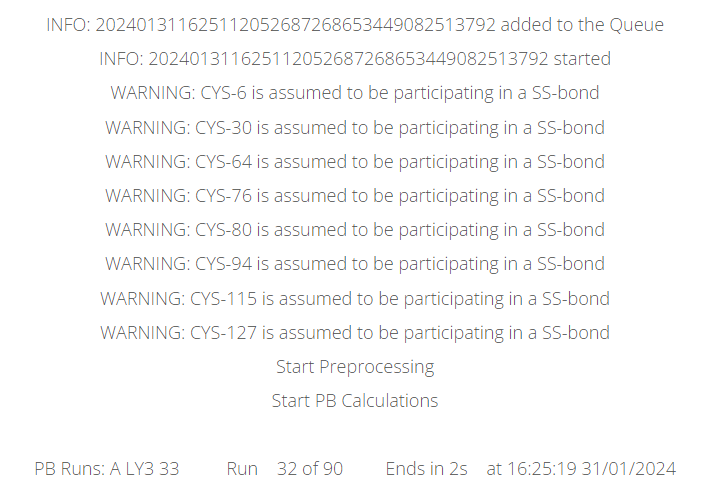 INFO: 20240131162511205268726865344908251​3792 added to the Queue
INFO: 202401311625112052687268653449082513792 started
WARNING: CYS-6 is assumed to be participating in a SS-bond
WARNING: CYS-30 is assumed to be participating in a SS-bond
WARNING: CYS-64 is assumed to be participating in a SS-bond
WARNING: CYS-76 is assumed to be participating in a SS-bond
WARNING: CYS-80 is assumed to be participating in a SS-bond
WARNING: CYS-94 is assumed to be participating in a SS-bond
WARNING: CYS-115 is assumed to be participating in a SS-bond
WARNING: CYS-127 is assumed to be participating in a SS-bond
Start Preprocessing
Start PB Calculations
PB Runs: A LY3 33 Run 32 of 90 Ends in 2s at 16:25:19 31/01/2024